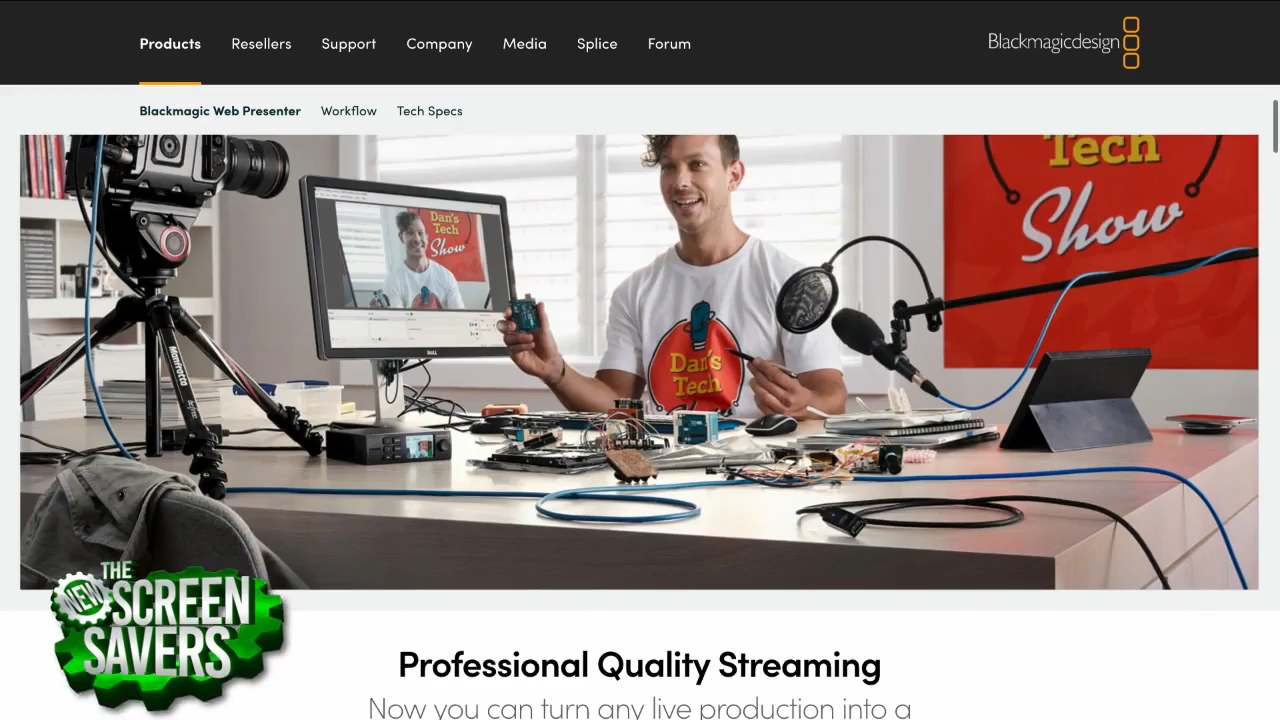 Products Resellers Support Company Media Splice Forum
Blackmagicdesign
Blackmagic Web Presenter Workflow Tech Specs
Tech
Show
Dan's
Tech
Show
DELL
Dan's
Tech
Manfrotto
THE
NEW
SCREEN
SAVERS
Professional Quality Streaming
Now you can turn any live production into a